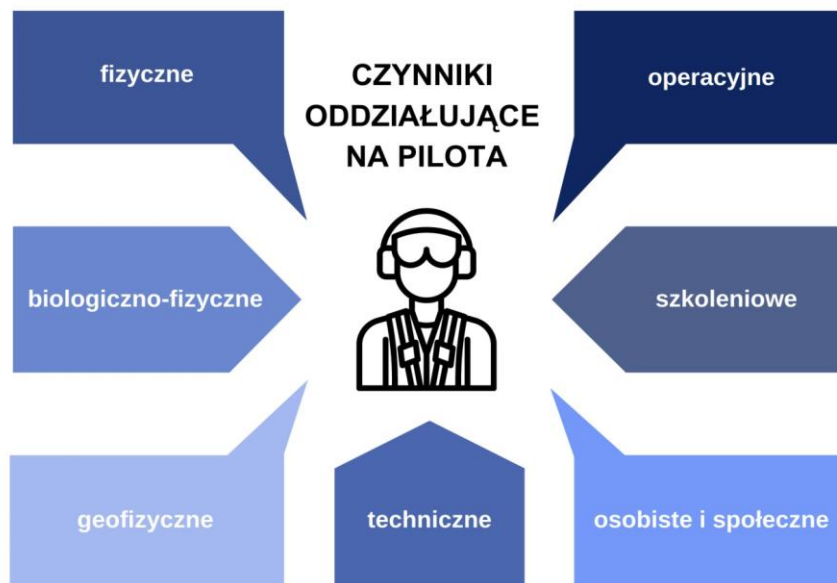 fizyczne
CZYNNIKI
ODDZIAŁUJĄCE
NA PILOTA
operacyjne
biologiczno-fizyczne
szkoleniowe
geofizyczne
techniczne
osobiste i społeczne